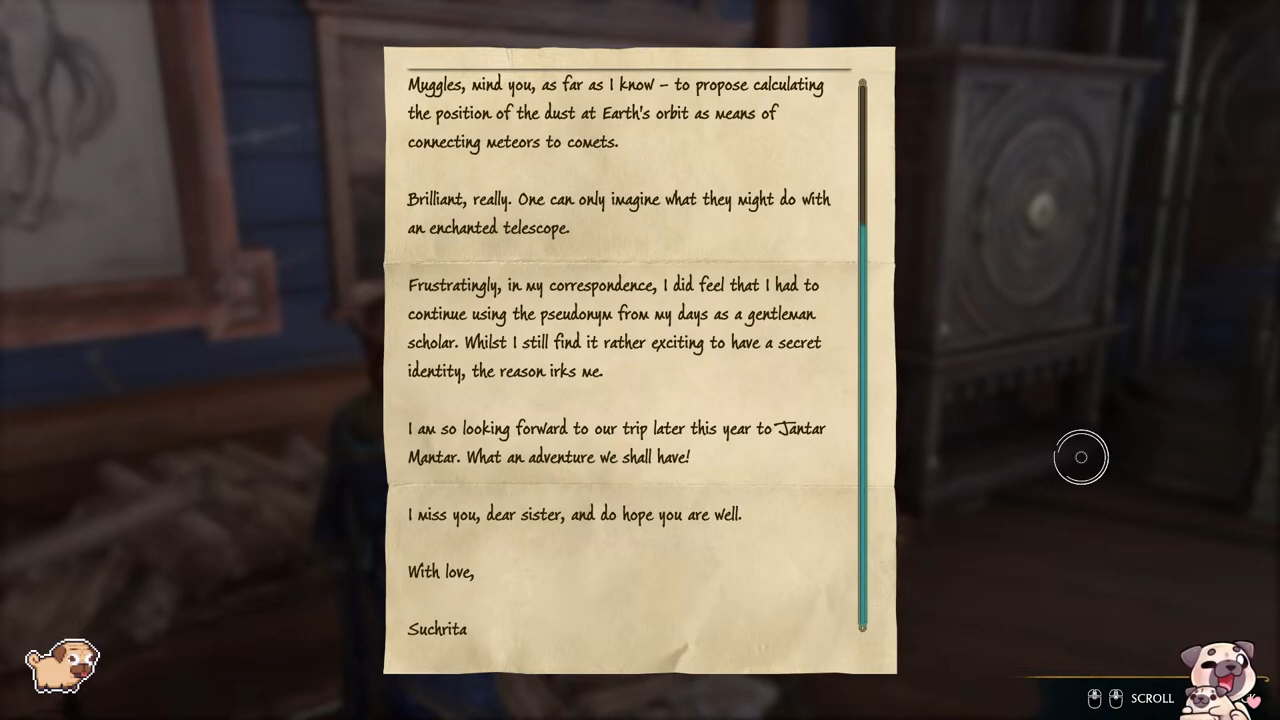 Muggles, mind you, as far as I know – to propose calculating
the position of the dust at Earth's orbit as means of
connecting meteors to comets.
Brilliant, really. One can only imagine what they might do with
an enchanted telescope.
Frustratingly, in my correspondence, I did feel that I had to
continue using the pseudonym from my days as a gentleman
scholar. Whilst I still find it rather exciting to have a secret
identity, the reason irks me.
I am so looking forward to our trip later this year to Jantar
Mantar. What an adventure we shall have!
I miss you, dear sister, and do hope you are well.
With love,
Suchrita
SCROLL